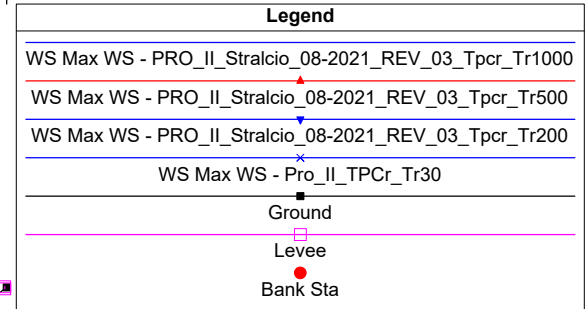 Legend
WS Max WS - PRO_II_Stralcio_08-2021_REV_03_Tpcr_Tr1000
WS Max WS - PRO_II_Stralcio_08-2021_REV_03_Tpcr_Tr500
WS Max WS - PRO_II_Stralcio_08-2021_REV_03_Tpcr_Tr200
WS Max WS - Pro_II_TPCr_Tr30
Ground
Levee
Bank Sta